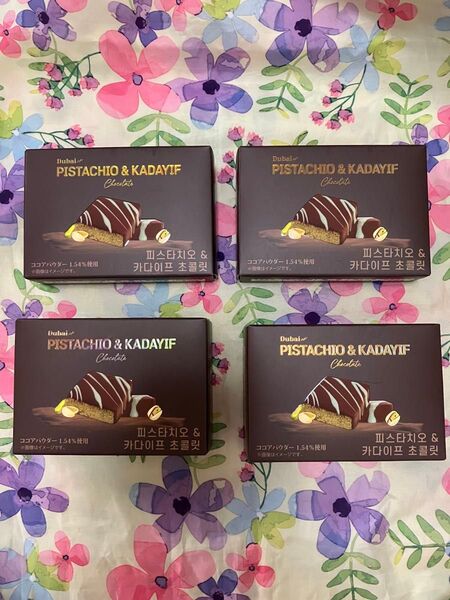 Dubai
PISTACHIO & KADAYIF
Chocolate
ココアパウダー 1.54%使用
※画像はイメージです。
피스타치오 &
카다이프 초콜릿
Dubai
PISTACHIO & KADAYIF
Chocolate
ココアパウダー 1.54%使用
※画像はイメージです。
피스타치오 &
카다이프 초콜릿
Dubai
PISTACHIO & KADAYIF
Chocolate
ココアパウダー 1.54%使用
※画像はイメージです。
피스타치오 &
카다이프 초콜릿
Dubai
PISTACHIO & KADAYIF
Chocolate
ココアパウダー 1.54%使用
※画像はイメージです。
피스타치오 &
카다이프 초콜릿